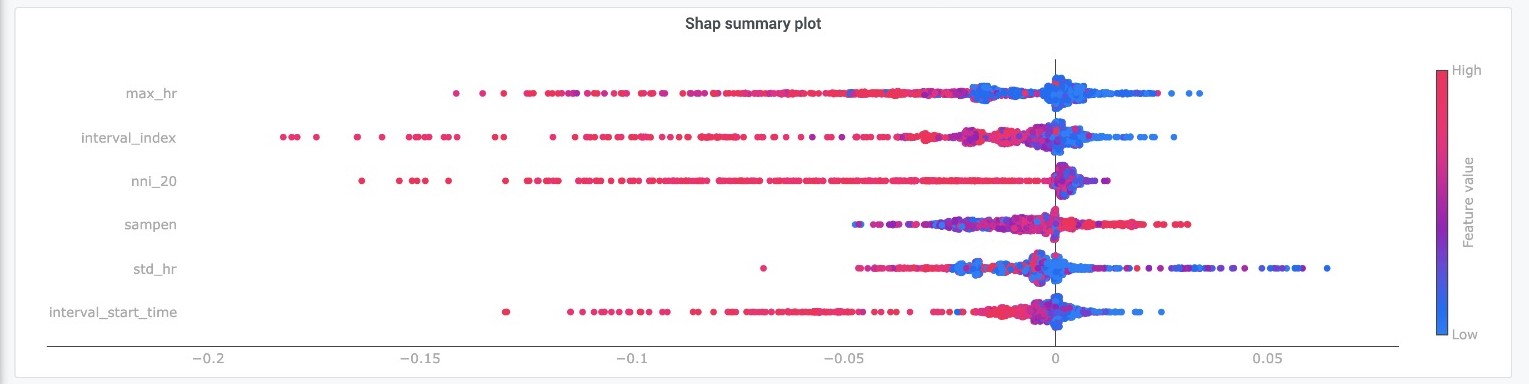 Shap summary plot
High
max_hr
interval_index
nni_20
Feature value
sampen
std_hr
interval_start_time
Low
−0.2 −0.15 −0.1 −0.05 0 0.05